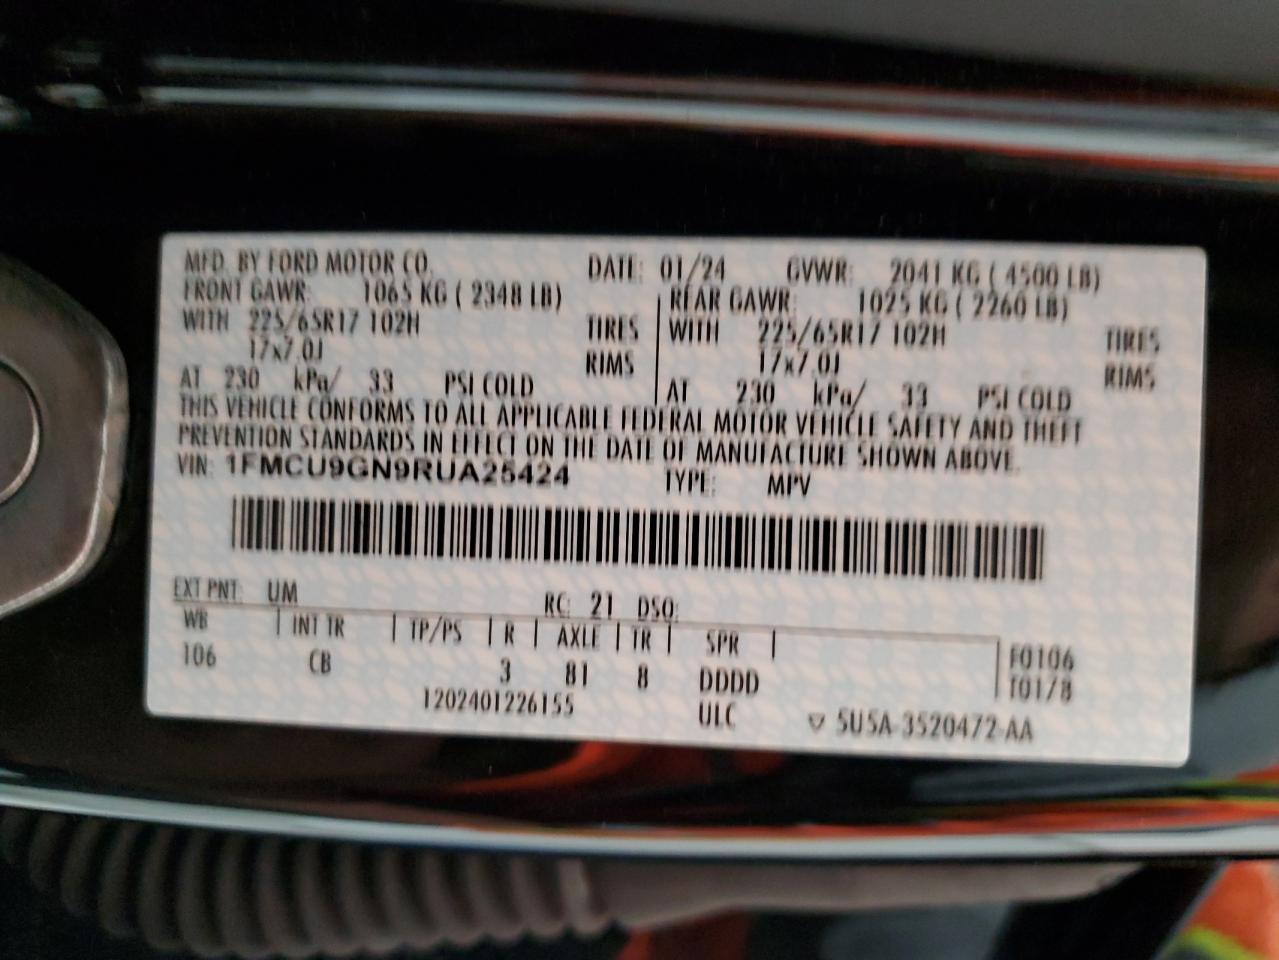 MFD. BY FORD MOTOR CO. DATE: 01/24 GVWR: 2041 KG ( 4500 LB)
FRONT GAWR: 1065 KG ( 2348 LB) REAR GAWR: 1025 KG ( 2260 LB)
WITH 225/65R17 102H TIRES WITH 225/65R17 102H TIRES
17x7.0J RIMS 17x7.0J RIMS
AT 230 kPa/ 33 PSI COLD AT 230 kPa/ 33 PSI COLD
THIS VEHICLE CONFORMS TO ALL APPLICABLE FEDERAL MOTOR VEHICLE SAFETY AND THEFT
PREVENTION STANDARDS IN EFFECT ON THE DATE OF MANUFACTURE SHOWN ABOVE.
VIN: 1FMCU9GN9RUA25424 TYPE: MPV
EXT PNT: UM RC: 21 DSO:
WB INT TR TP/PS R AXLE TR SPR F0106
106 CB 3 81 8 DDDD T0178
1202401226155 ULC ▽ 5U5A-3520472-AA